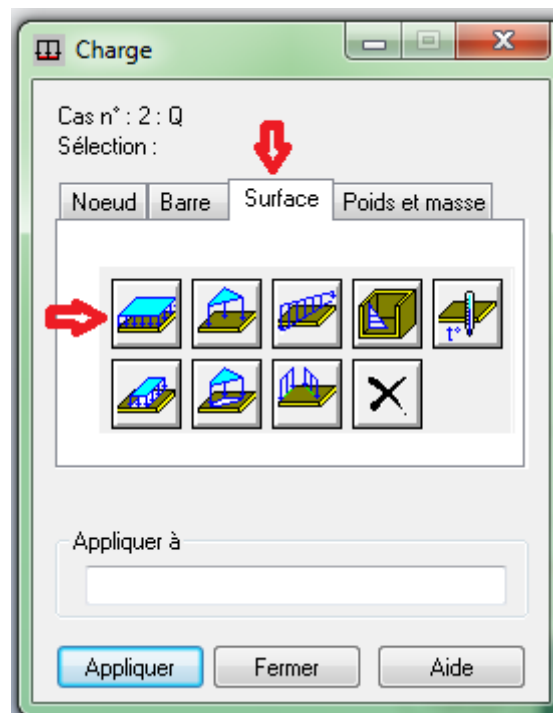 Charge
Cas n° : 2 : Q
Sélection :
Noeud Barre Surface Poids et masse
t°
Appliquer à
Appliquer Fermer Aide